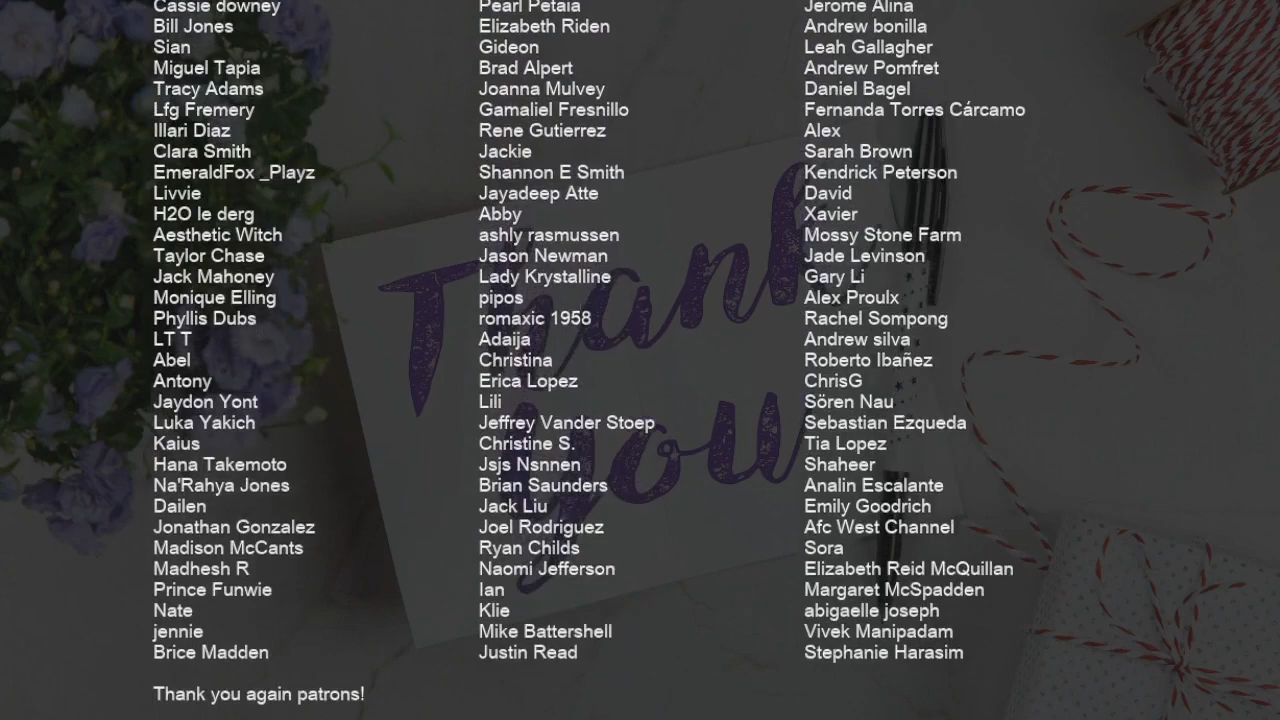 Cassie downey
Bill Jones
Sian
Miguel Tapia
Tracy Adams
Lfg Fremery
Illari Diaz
Clara Smith
EmeraldFox _Playz
Livvie
H2O le derg
Aesthetic Witch
Taylor Chase
Jack Mahoney
Monique Elling
Phyllis Dubs
LT T
Abel
Antony
Jaydon Yont
Luka Yakich
Kaius
Hana Takemoto
Na'Rahya Jones
Dailen
Jonathan Gonzalez
Madison McCants
Madhesh R
Prince Funwie
Nate
jennie
Brice Madden
Pearl Petaia
Elizabeth Riden
Gideon
Brad Alpert
Joanna Mulvey
Gamaliel Fresnillo
Rene Gutierrez
Jackie
Shannon E Smith
Jayadeep Atte
Abby
ashly rasmussen
Jason Newman
Lady Krystalline
pipos
romaxic 1958
Adaija
Christina
Erica Lopez
Lili
Jeffrey Vander Stoep
Christine S.
Jsjs Nsnnen
Brian Saunders
Jack Liu
Joel Rodriguez
Ryan Childs
Naomi Jefferson
Ian
Klie
Mike Battershell
Justin Read
Jerome Alina
Andrew bonilla
Leah Gallagher
Andrew Pomfret
Daniel Bagel
Fernanda Torres Cárcamo
Alex
Sarah Brown
Kendrick Peterson
David
Xavier
Mossy Stone Farm
Jade Levinson
Gary Li
Alex Proulx
Rachel Sompong
Andrew silva
Roberto Ibañez
ChrisG
Sören Nau
Sebastian Ezqueda
Tia Lopez
Shaheer
Analin Escalante
Emily Goodrich
Afc West Channel
Sora
Elizabeth Reid McQuillan
Margaret McSpadden
abigaelle joseph
Vivek Manipadam
Stephanie Harasim
Thank you again patrons!
Thank
you